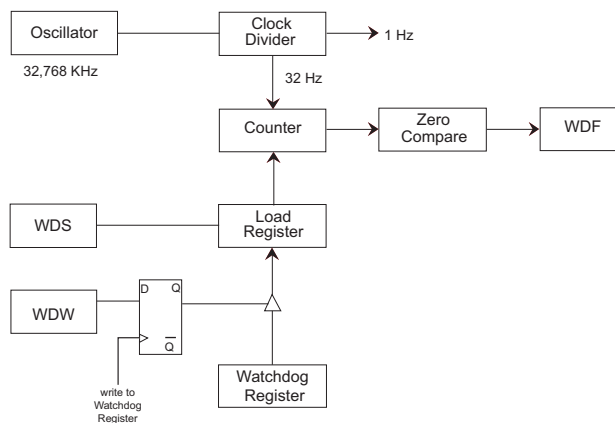 Oscillator
Clock
Divider
1 Hz
32,768 KHz
32 Hz
Counter
Zero
Compare
WDF
WDS
Load
Register
D
Q
WDW
Q
Watchdog
Register
write to
Watchdog
Register